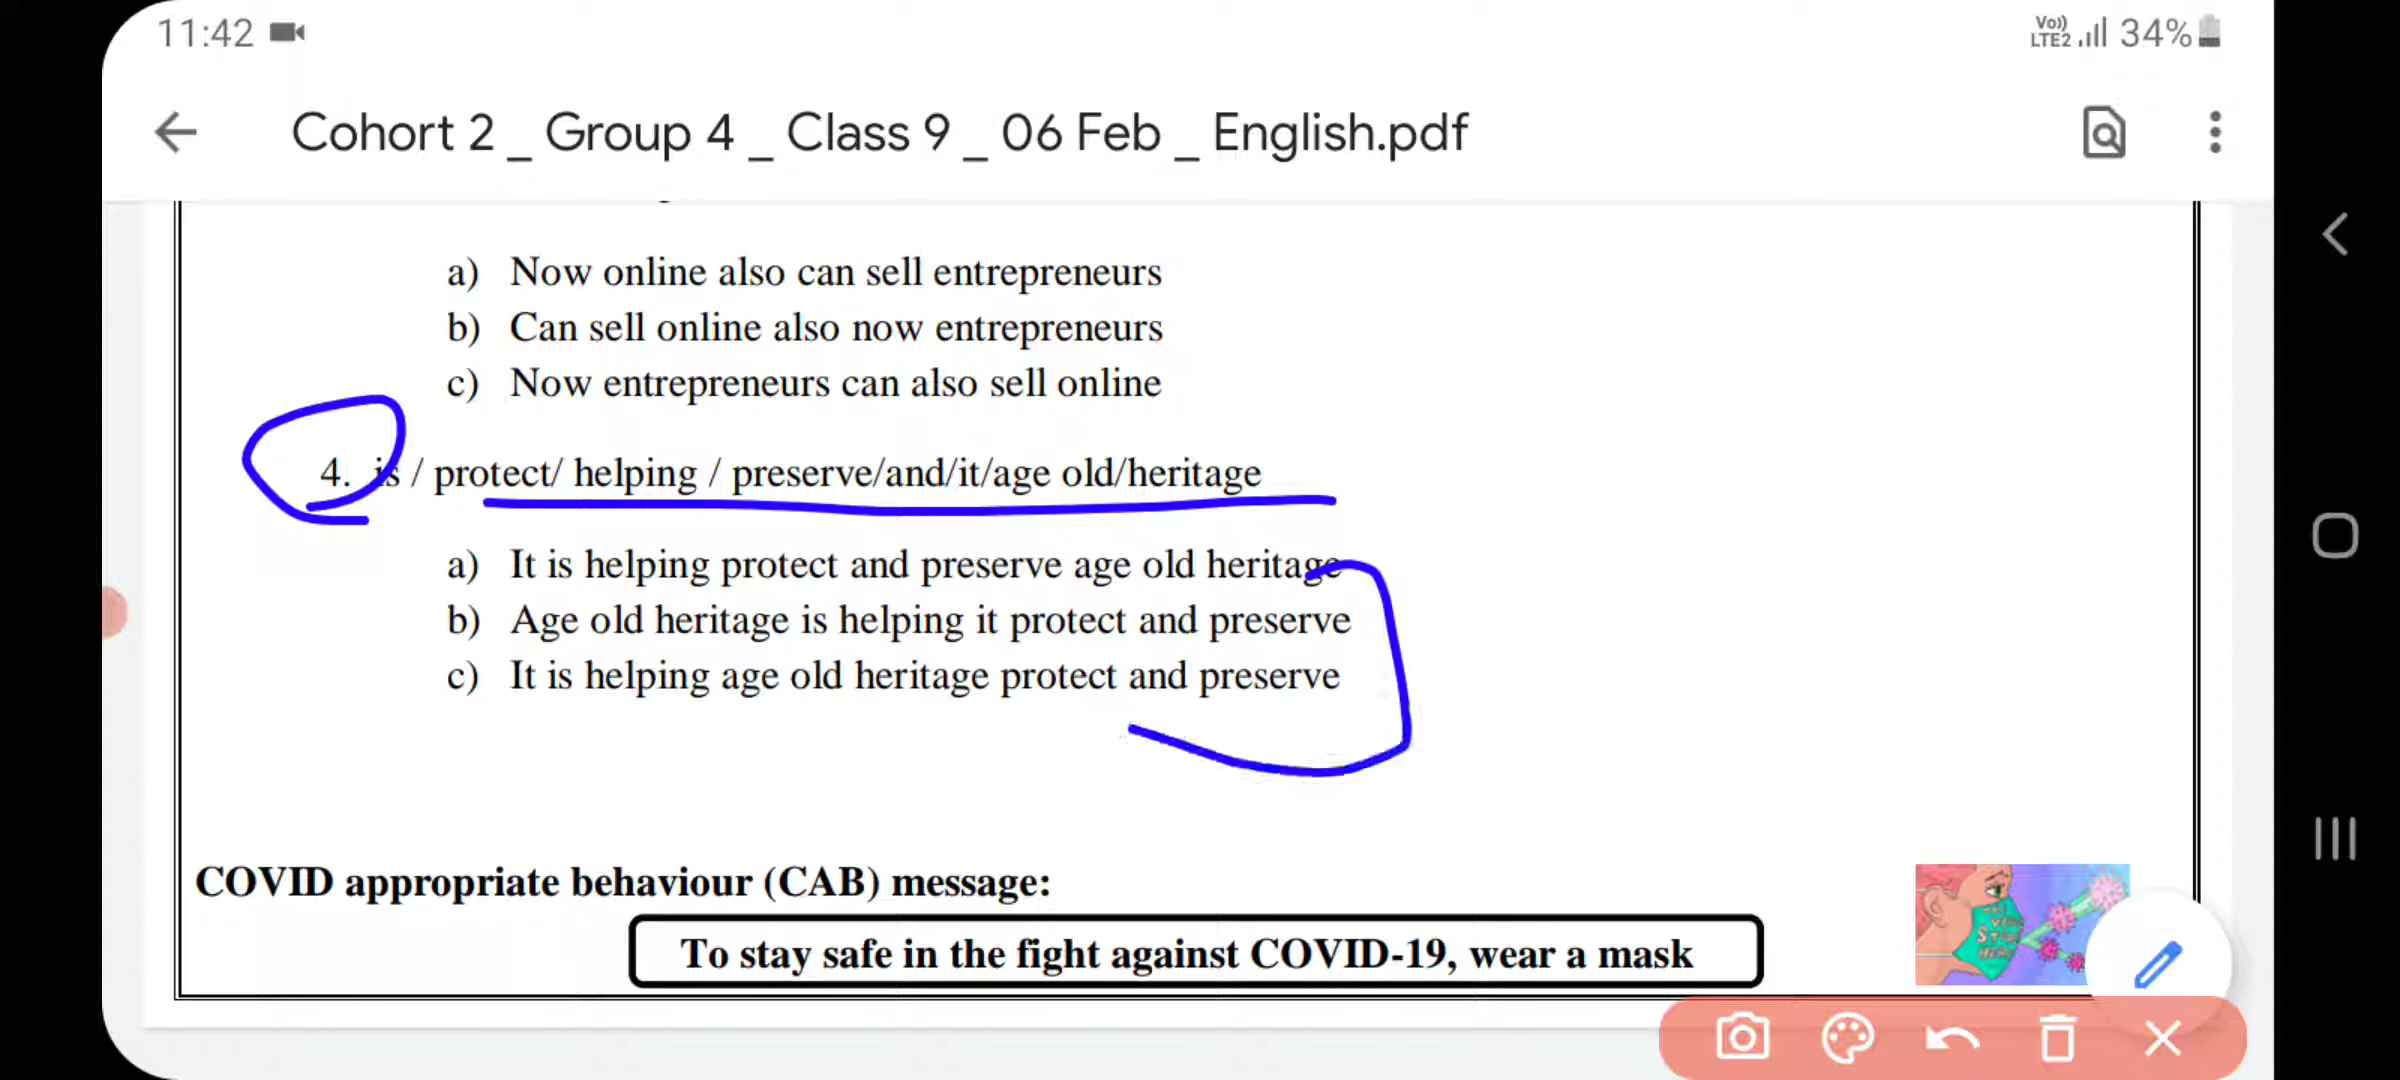 11:42
Vo))
LTE2
34%
Cohort 2 _ Group 4 _ Class 9 _ 06 Feb _ English.pdf
a) Now online also can sell entrepreneurs
b) Can sell online also now entrepreneurs
c) Now entrepreneurs can also sell online
4. is / protect/ helping / preserve/and/it/age old/heritage
a) It is helping protect and preserve age old heritage
b) Age old heritage is helping it protect and preserve
c) It is helping age old heritage protect and preserve
COVID appropriate behaviour (CAB) message:
To stay safe in the fight against COVID-19, wear a mask